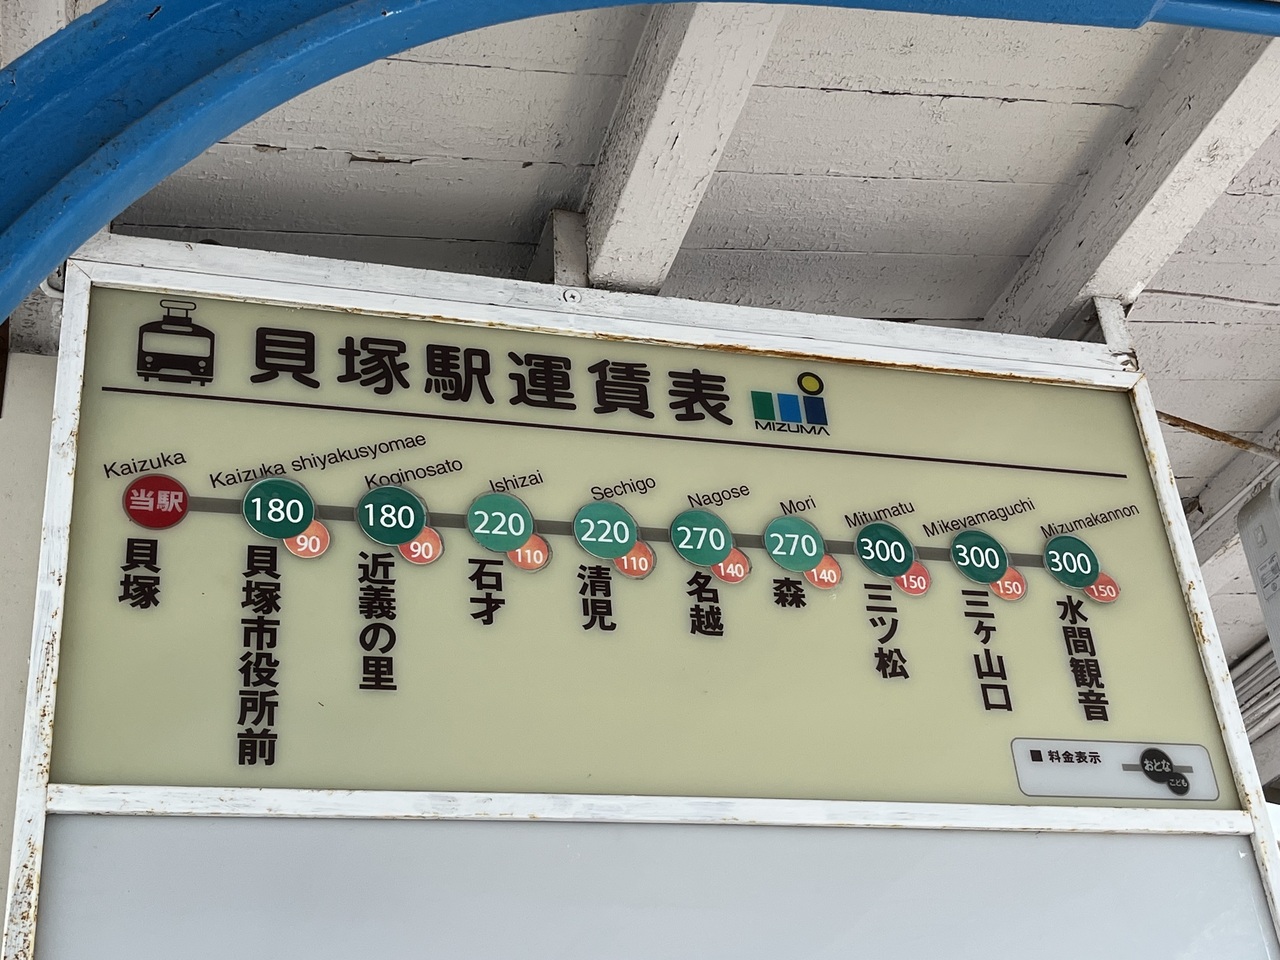 貝塚駅運賃表
MIZUMA
Kaizuka
当駅
貝塚
Kaizuka shiyakusyomae
180
90
貝塚市役所前
Koginosato
180
90
近義の里
Ishizai
220
110
石才
Sechigo
220
110
清児
Nagose
270
140
名越
Mori
270
140
森
Mitumatu
300
150
三ツ松
Mikeyamaguchi
300
150
三ヶ山口
Mizumakannon
300
150
水間観音
■ 料金表示
おとな
こども